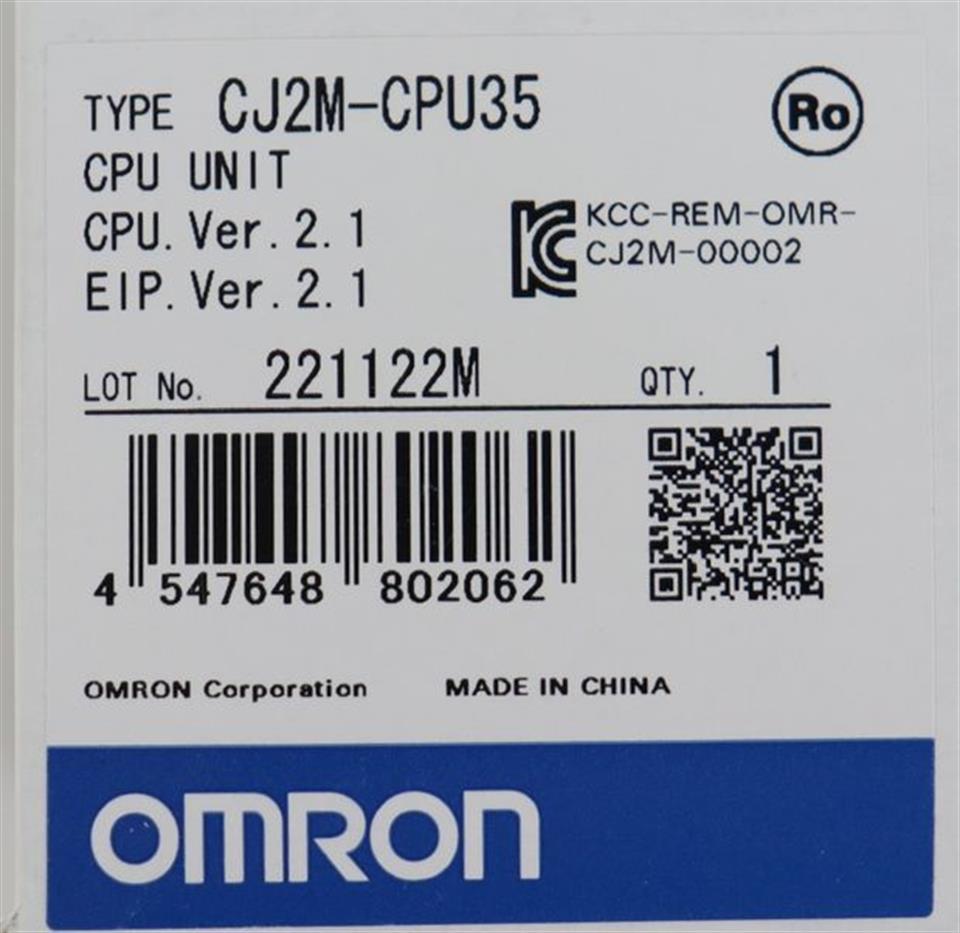 TYPE CJ2M-CPU35
Ro
CPU UNIT
CPU. Ver. 2. 1
EIP. Ver. 2. 1
KC KCC-REM-OMR-
CJ2M-00002
LOT No. 221122M QTY. 1
4 547648 802062
OMRON Corporation MADE IN CHINA
OMRON